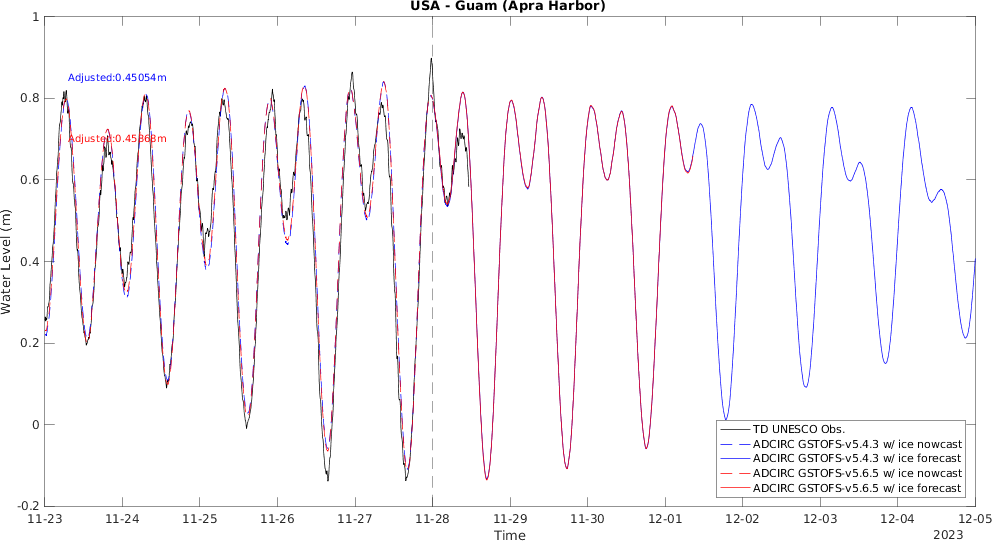 USA - Guam (Apra Harbor)
Water Level (m)
1
0.8
0.6
0.4
0.2
0
-0.2
Adjusted:0.45054m
11-23
11-24
11-25
11-26
11-27
11-28
11-29
11-30
12-01
12-02
12-03
12-04
12-05
Time
2023
TD UNESCO Obs.
ADCIRC GSTOFS-v5.4.3 w/ ice nowcast
ADCIRC GSTOFS-v5.4.3 w/ ice forecast
ADCIRC GSTOFS-v5.6.5 w/ ice nowcast
ADCIRC GSTOFS-v5.6.5 w/ ice forecast